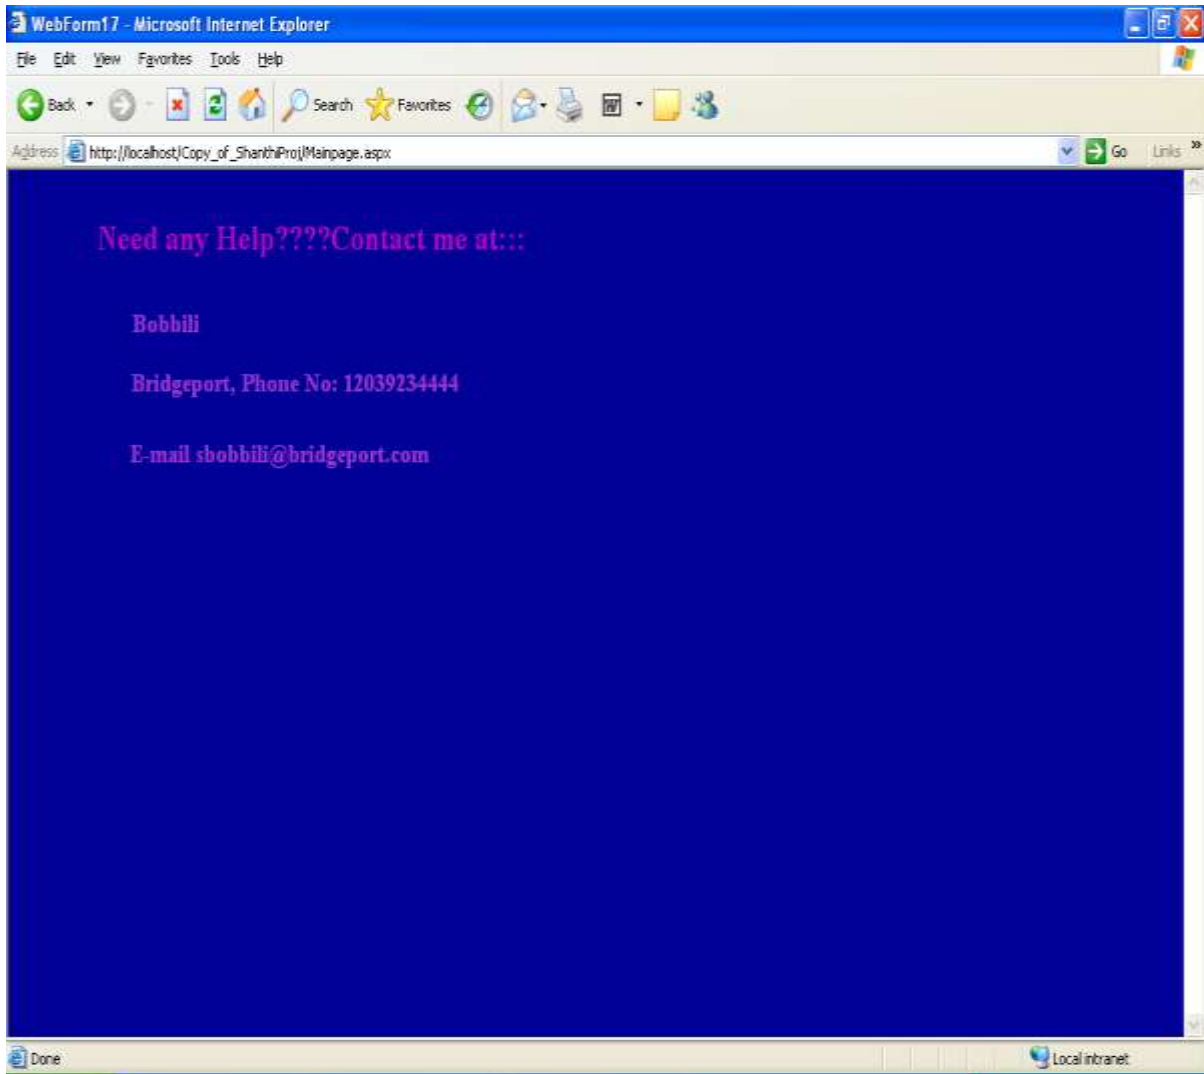 WebForm17 - Microsoft Internet Explorer
File Edit View Favorites Tools Help
Back Search Favorites
Address http://localhost/Copy_of_ShanthiProj/Mainpage.aspx Go Links »
Need any Help????Contact me at:::
Bobbili
Bridgeport, Phone No: 12039234444
E-mail sbobbili@bridgeport.com
Done Local intranet